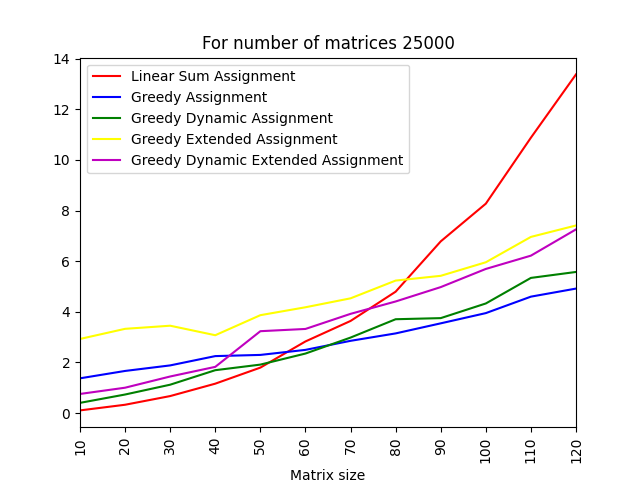 For number of matrices 25000
14
12
10
8
6
4
2
0
Linear Sum Assignment
Greedy Assignment
Greedy Dynamic Assignment
Greedy Extended Assignment
Greedy Dynamic Extended Assignment
10 20 30 40 50 60 70 80 90 100 110 120
Matrix size